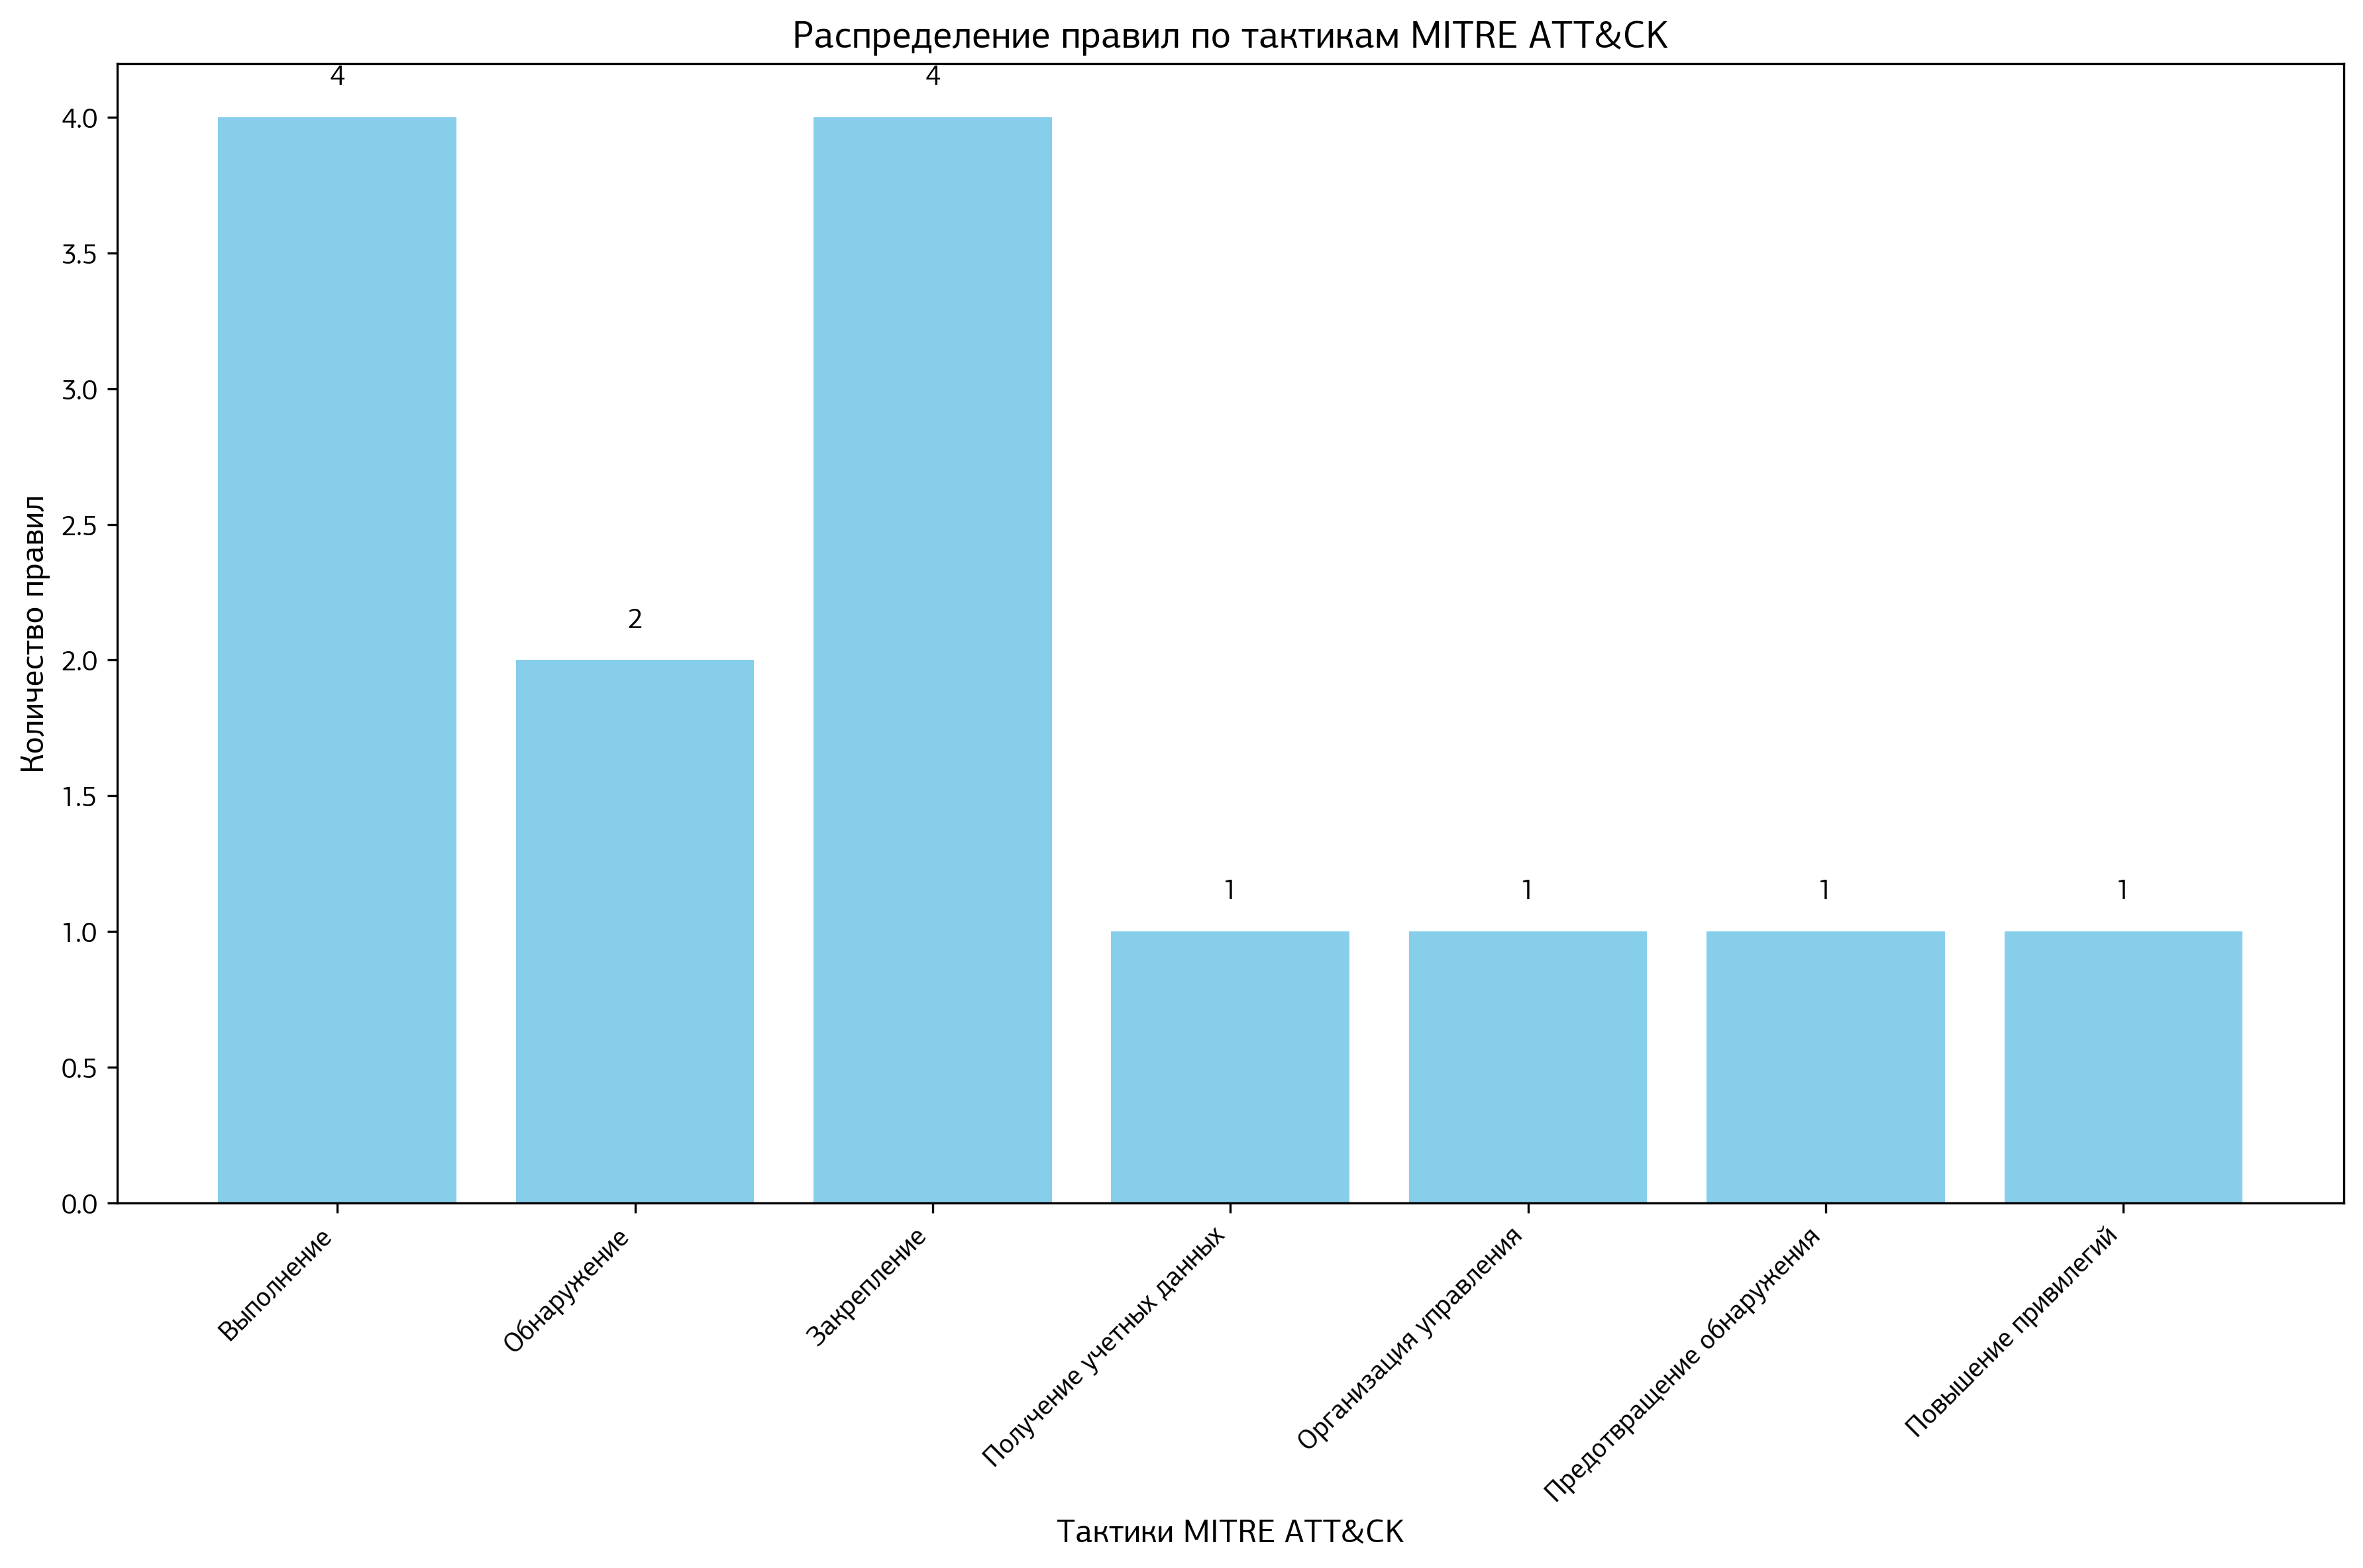 Распределение правил по тактикам MITRE ATT&CK
4
4
4.0
3.5
3.0
2.5
2
2.0
1.5
1
1
1
1
1.0
0.5
0.0
Количество правил
Выполнение
Обнаружение
Закрепление
Получение учетных данных
Организация управления
Предотвращение обнаружения
Повышение привилегий
Тактики MITRE ATT&CK